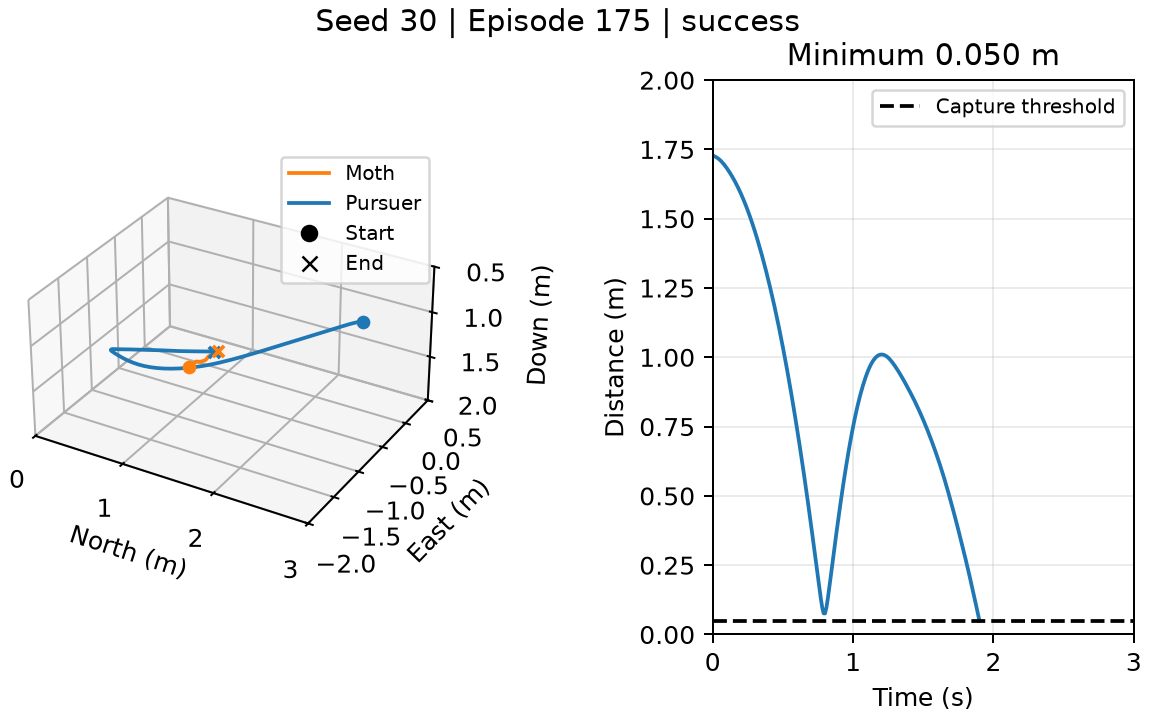 Seed 30 | Episode 175 | success
Moth
Pursuer
Start
End
0.5
1.0
1.5
2.0
Down (m)
0.5
0.0
−0.5
−1.0
−1.5
−2.0
East (m)
0
1
2
3
North (m)
Minimum 0.050 m
Capture threshold
2.00
1.75
1.50
1.25
1.00
0.75
0.50
0.25
0.00
Distance (m)
0
1
2
3
Time (s)